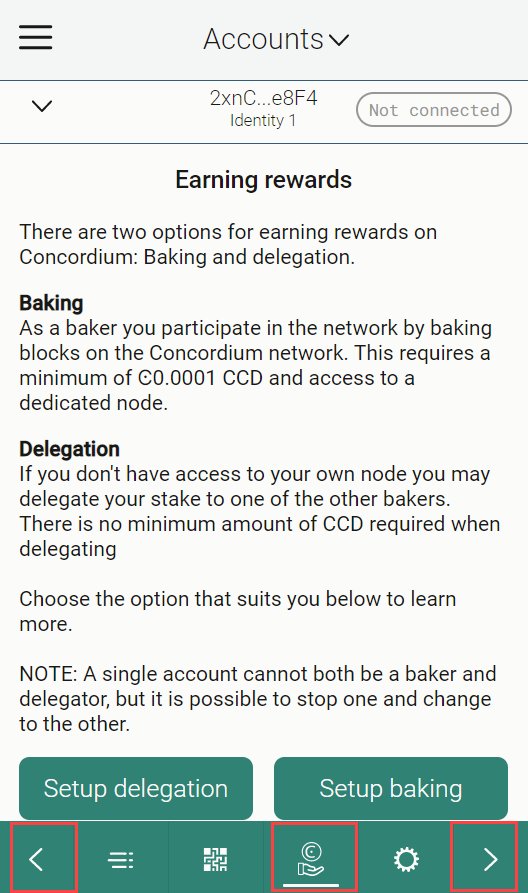 Accounts
2xnC...e8F4
Identity 1
Not connected
Earning rewards
There are two options for earning rewards on
Concordium: Baking and delegation.
Baking
As a baker you participate in the network by baking
blocks on the Concordium network. This requires a
minimum of Ͼ0.0001 CCD and access to a
dedicated node.
Delegation
If you don't have access to your own node you may
delegate your stake to one of the other bakers.
There is no minimum amount of CCD required when
delegating
Choose the option that suits you below to learn
more.
NOTE: A single account cannot both be a baker and
delegator, but it is possible to stop one and change
to the other.
Setup delegation
Setup baking